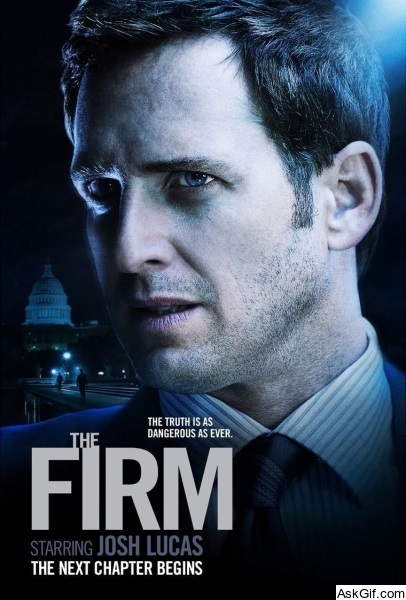 THE TRUTH IS AS
DANGEROUS AS EVER.
THE
FIRM
STARRING JOSH LUCAS
THE NEXT CHAPTER BEGINS
AskGif.com